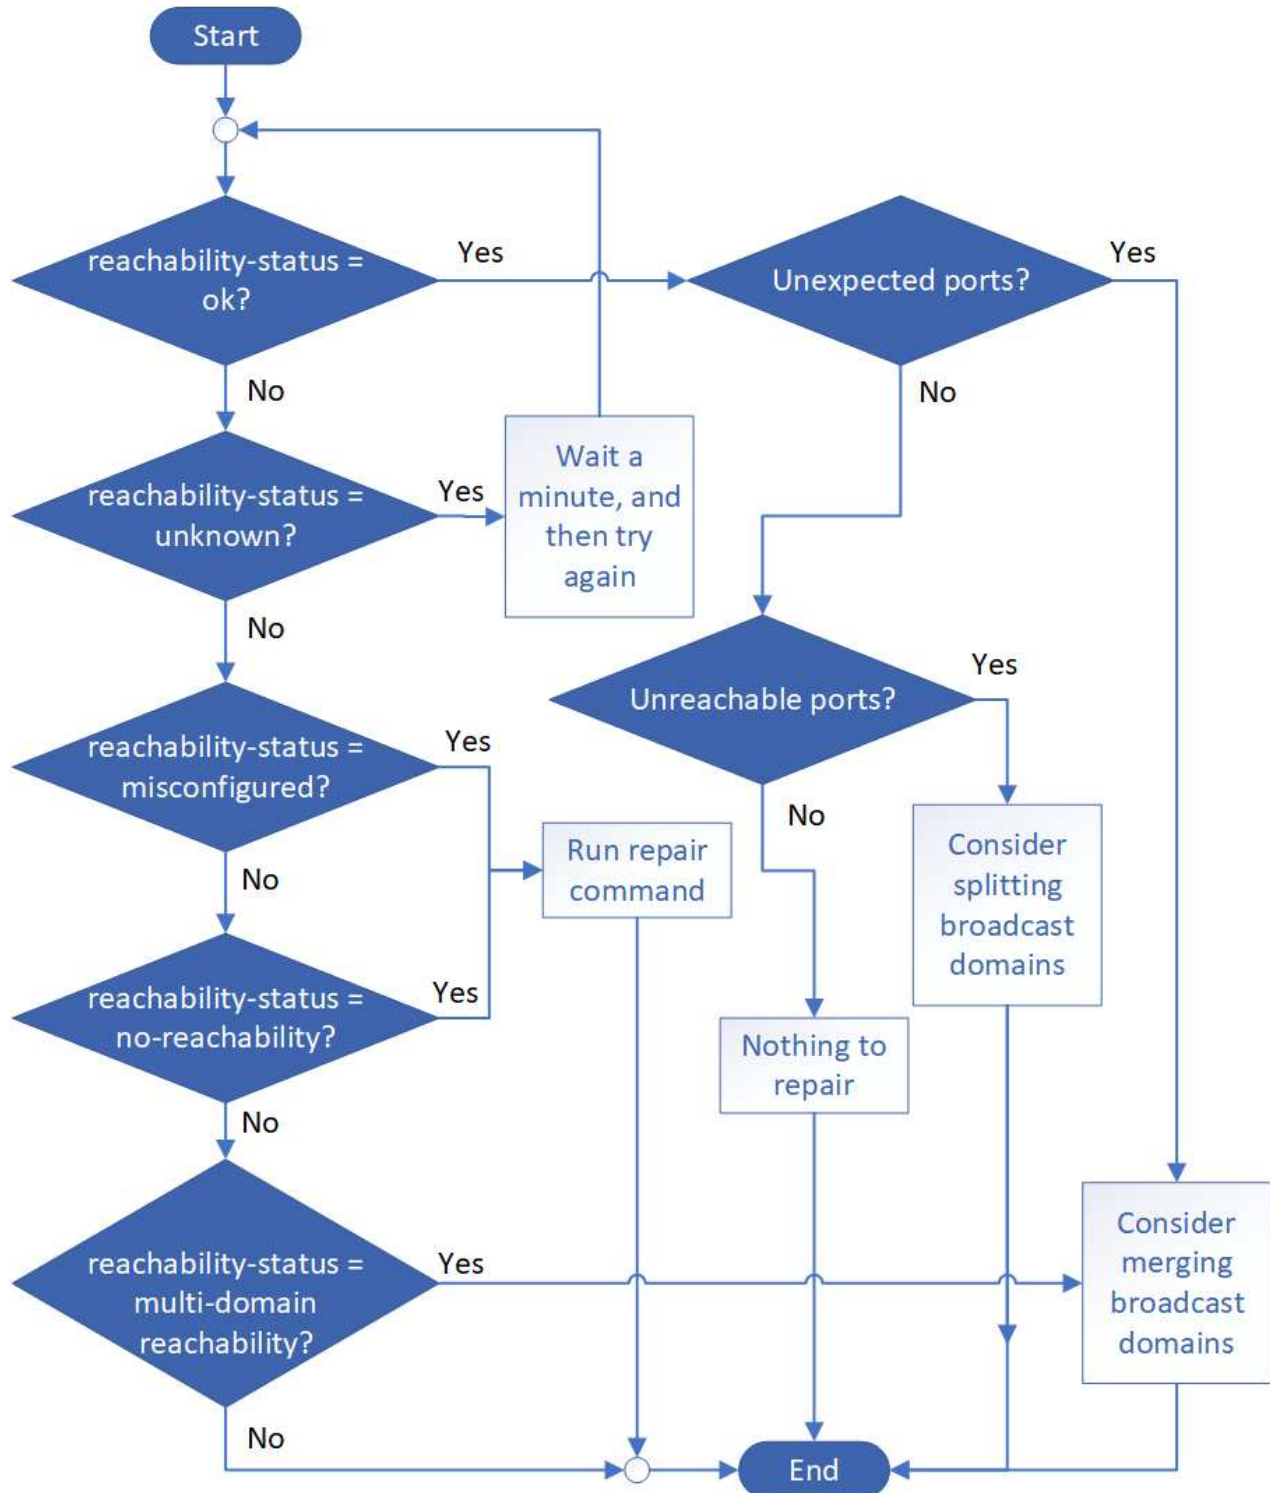 Start
reachability-status =
ok?
Yes
Unexpected ports?
Yes
No
No
reachability-status =
unknown?
Yes
Wait a
minute, and
then try
again
No
Unreachable ports?
Yes
reachability-status =
misconfigured?
Yes
No
Run repair
command
Consider
splitting
broadcast
domains
No
reachability-status =
no-reachability?
Yes
Nothing to
repair
No
reachability-status =
multi-domain
reachability?
Yes
Consider
merging
broadcast
domains
No
End